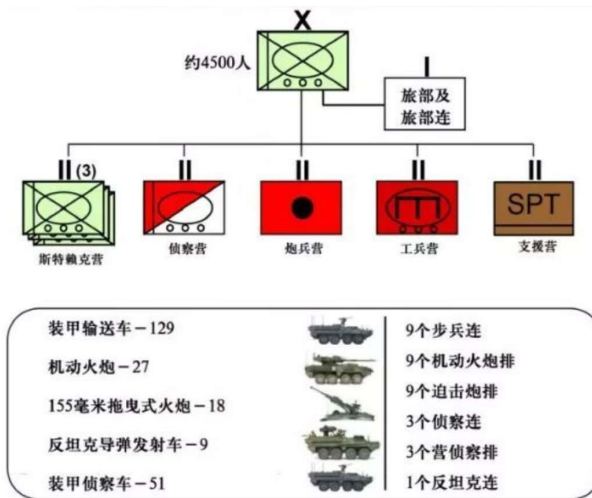 X
约4500人
I
旅部及
旅部连
II (3)
II
II
II
II
SPT
斯特赖克营
侦察营
炮兵营
工兵营
支援营
装甲输送车－129
9个步兵连
机动火炮－27
9个机动火炮排
155毫米拖曳式火炮－18
9个迫击炮排
3个侦察连
反坦克导弹发射车－9
3个营侦察排
装甲侦察车－51
1个反坦克连